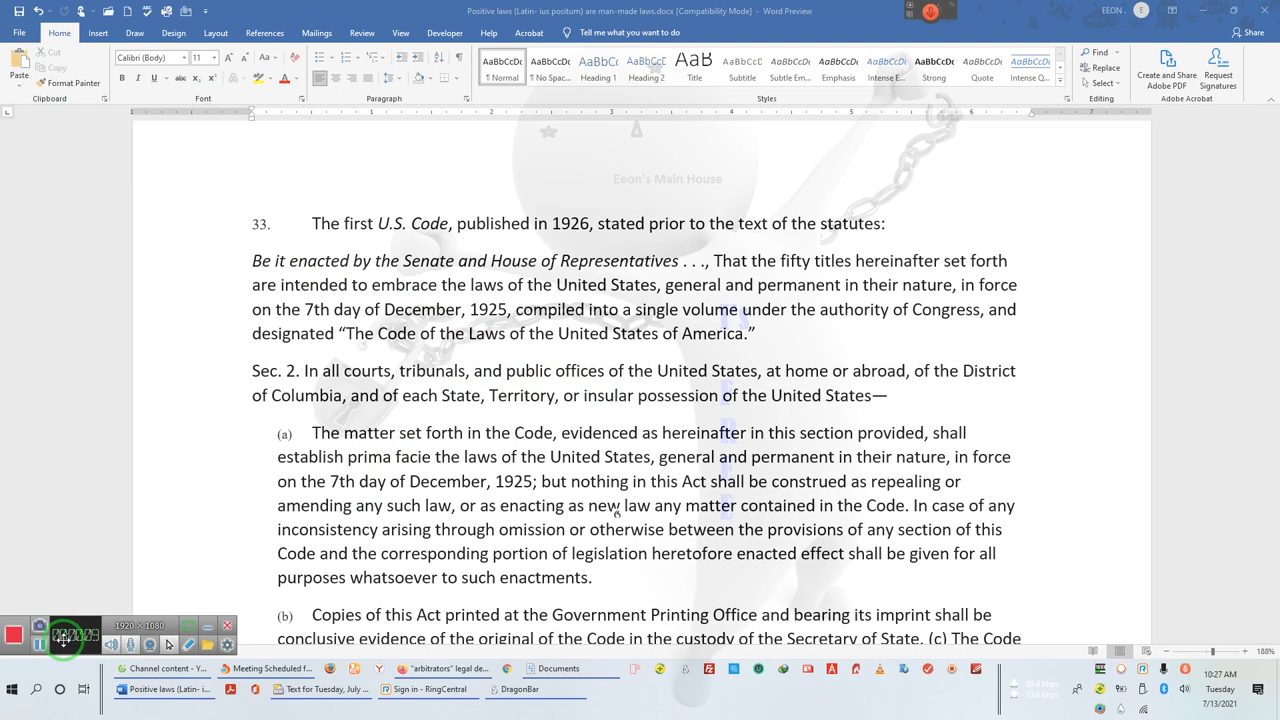 Positive laws (Latin- ius positum) are man-made laws.docx [Compatibility Mode] - Word Preview
EEON.
E
File Home Insert Draw Design Layout References Mailings Review View Developer Help Acrobat Tell me what you want to do Share
Paste
Cut
Copy
Format Painter
Clipboard
Calibri (Body) 11
Font
Paragraph
AaBbCcDc AaBbCcDc AaBbC AaBbCc AaB AaBbCcD AaBbCcDt AaBbCcDt AaBbCcDt AaBbCcDc AaBbCcDt AaBbCcDt
¶ Normal ¶ No Spac... Heading 1 Heading 2 Title Subtitle Subtle Em... Emphasis Intense E... Strong Quote Intense Q...
Styles
Find
Replace
Select
Editing
Create and Share Adobe PDF
Request Signatures
Adobe Acrobat
Eeon's Main House
33. The first U.S. Code, published in 1926, stated prior to the text of the statutes:
Be it enacted by the Senate and House of Representatives . . ., That the fifty titles hereinafter set forth
are intended to embrace the laws of the United States, general and permanent in their nature, in force
on the 7th day of December, 1925, compiled into a single volume under the authority of Congress, and
designated “The Code of the Laws of the United States of America.”
Sec. 2. In all courts, tribunals, and public offices of the United States, at home or abroad, of the District
of Columbia, and of each State, Territory, or insular possession of the United States—
(a) The matter set forth in the Code, evidenced as hereinafter in this section provided, shall
establish prima facie the laws of the United States, general and permanent in their nature, in force
on the 7th day of December, 1925; but nothing in this Act shall be construed as repealing or
amending any such law, or as enacting as new law any matter contained in the Code. In case of any
inconsistency arising through omission or otherwise between the provisions of any section of this
Code and the corresponding portion of legislation heretofore enacted effect shall be given for all
purposes whatsoever to such enactments.
(b) Copies of this Act printed at the Government Printing Office and bearing its imprint shall be
conclusive evidence of the original of the Code in the custody of the Secretary of State. (c) The Code
1920 × 1080
188%
Channel content - Y... Meeting Scheduled f... "arbitrators" legal de... Documents
Positive laws (Latin- i... Text for Tuesday, July ... Sign in - RingCentral DragonBar
10:27 AM
Tuesday
7/13/2021